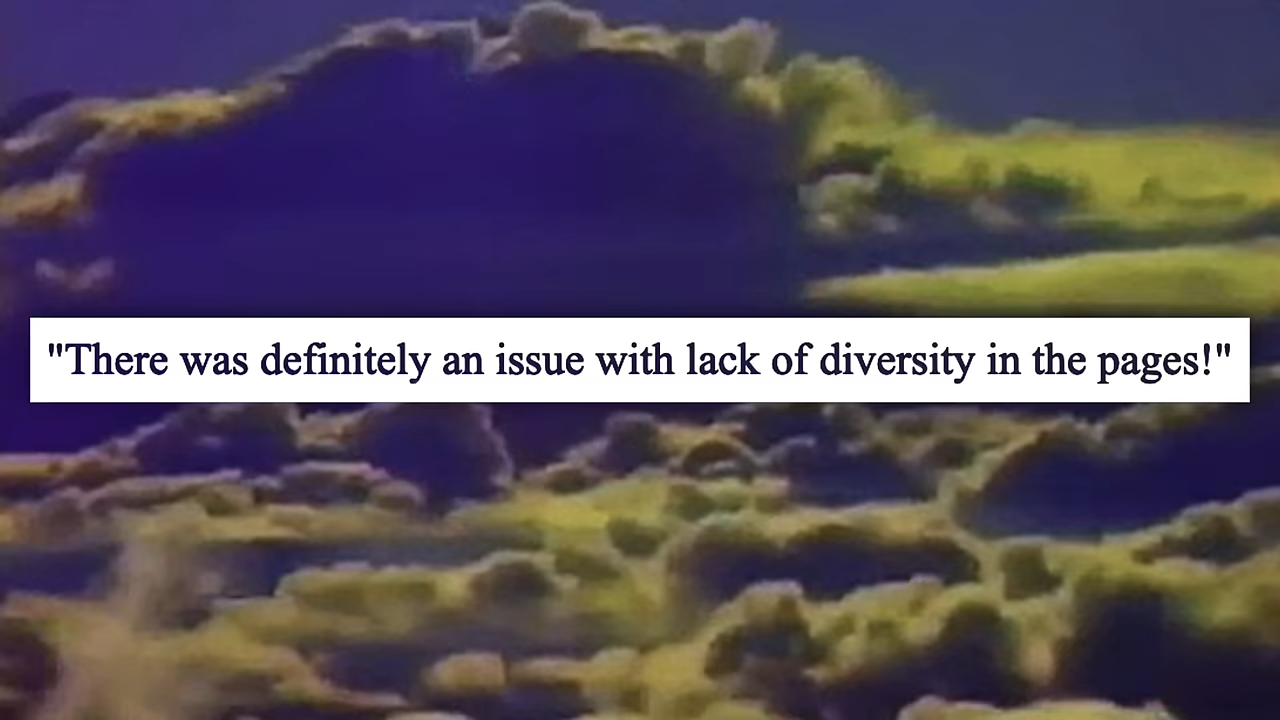 "There was definitely an issue with lack of diversity in the pages!"